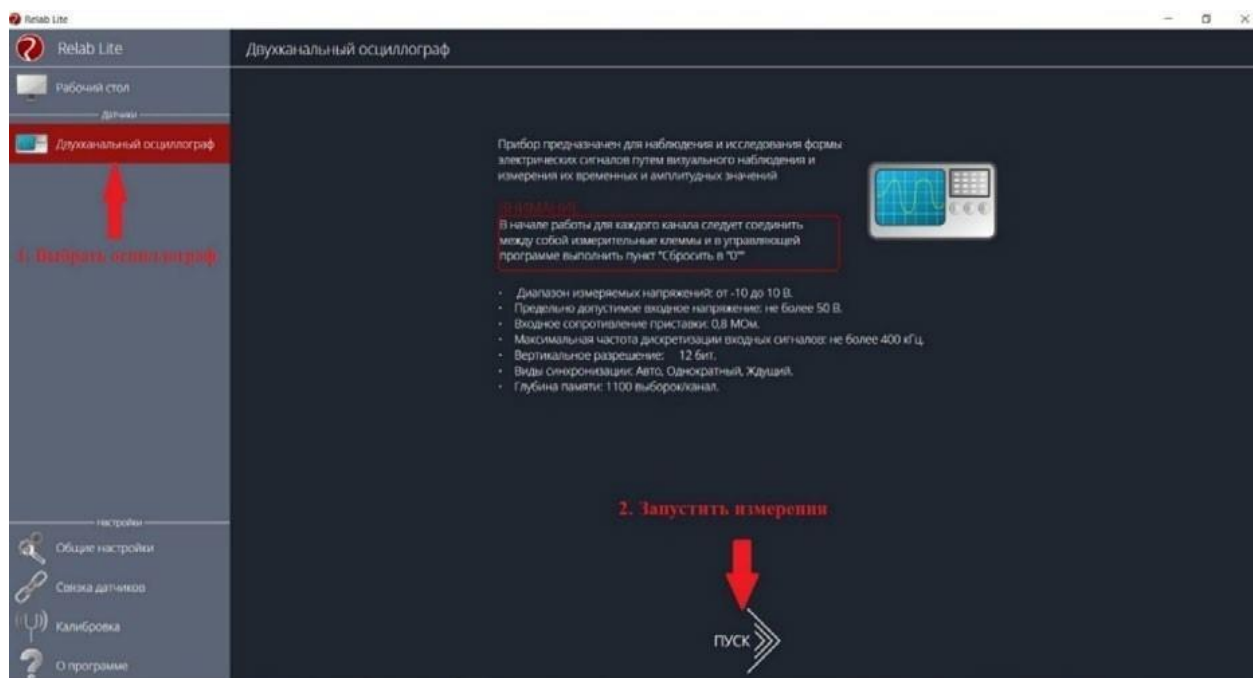 Relab Lite
Relab Lite
Двухканальный осциллограф
Рабочий стол
Датчики
Двухканальный осциллограф
1. Выбрать осциллограф
Прибор предназначен для наблюдения и исследования формы
электрических сигналов путем визуального наблюдения и
измерения их временных и амплитудных значений
ВНИМАНИЕ!
В начале работы для каждого канала следует соединить
между собой измерительные клеммы и в управляющей
программе выполнить пункт "Сбросить в "0""
· Диапазон измеряемых напряжений: от -10 до 10 В.
· Предельно допустимое входное напряжение: не более 50 В.
· Входное сопротивление приставки: 0,8 МОм.
· Максимальная частота дискретизации входных сигналов: не более 400 кГц.
· Вертикальное разрешение: 12 бит.
· Виды синхронизации: Авто, Однократный, Ждущий.
· Глубина памяти: 1100 выборок/канал.
2. Запустить измерения
Настройки
Общие настройки
Связка датчиков
Калибровка
О программе
ПУСК